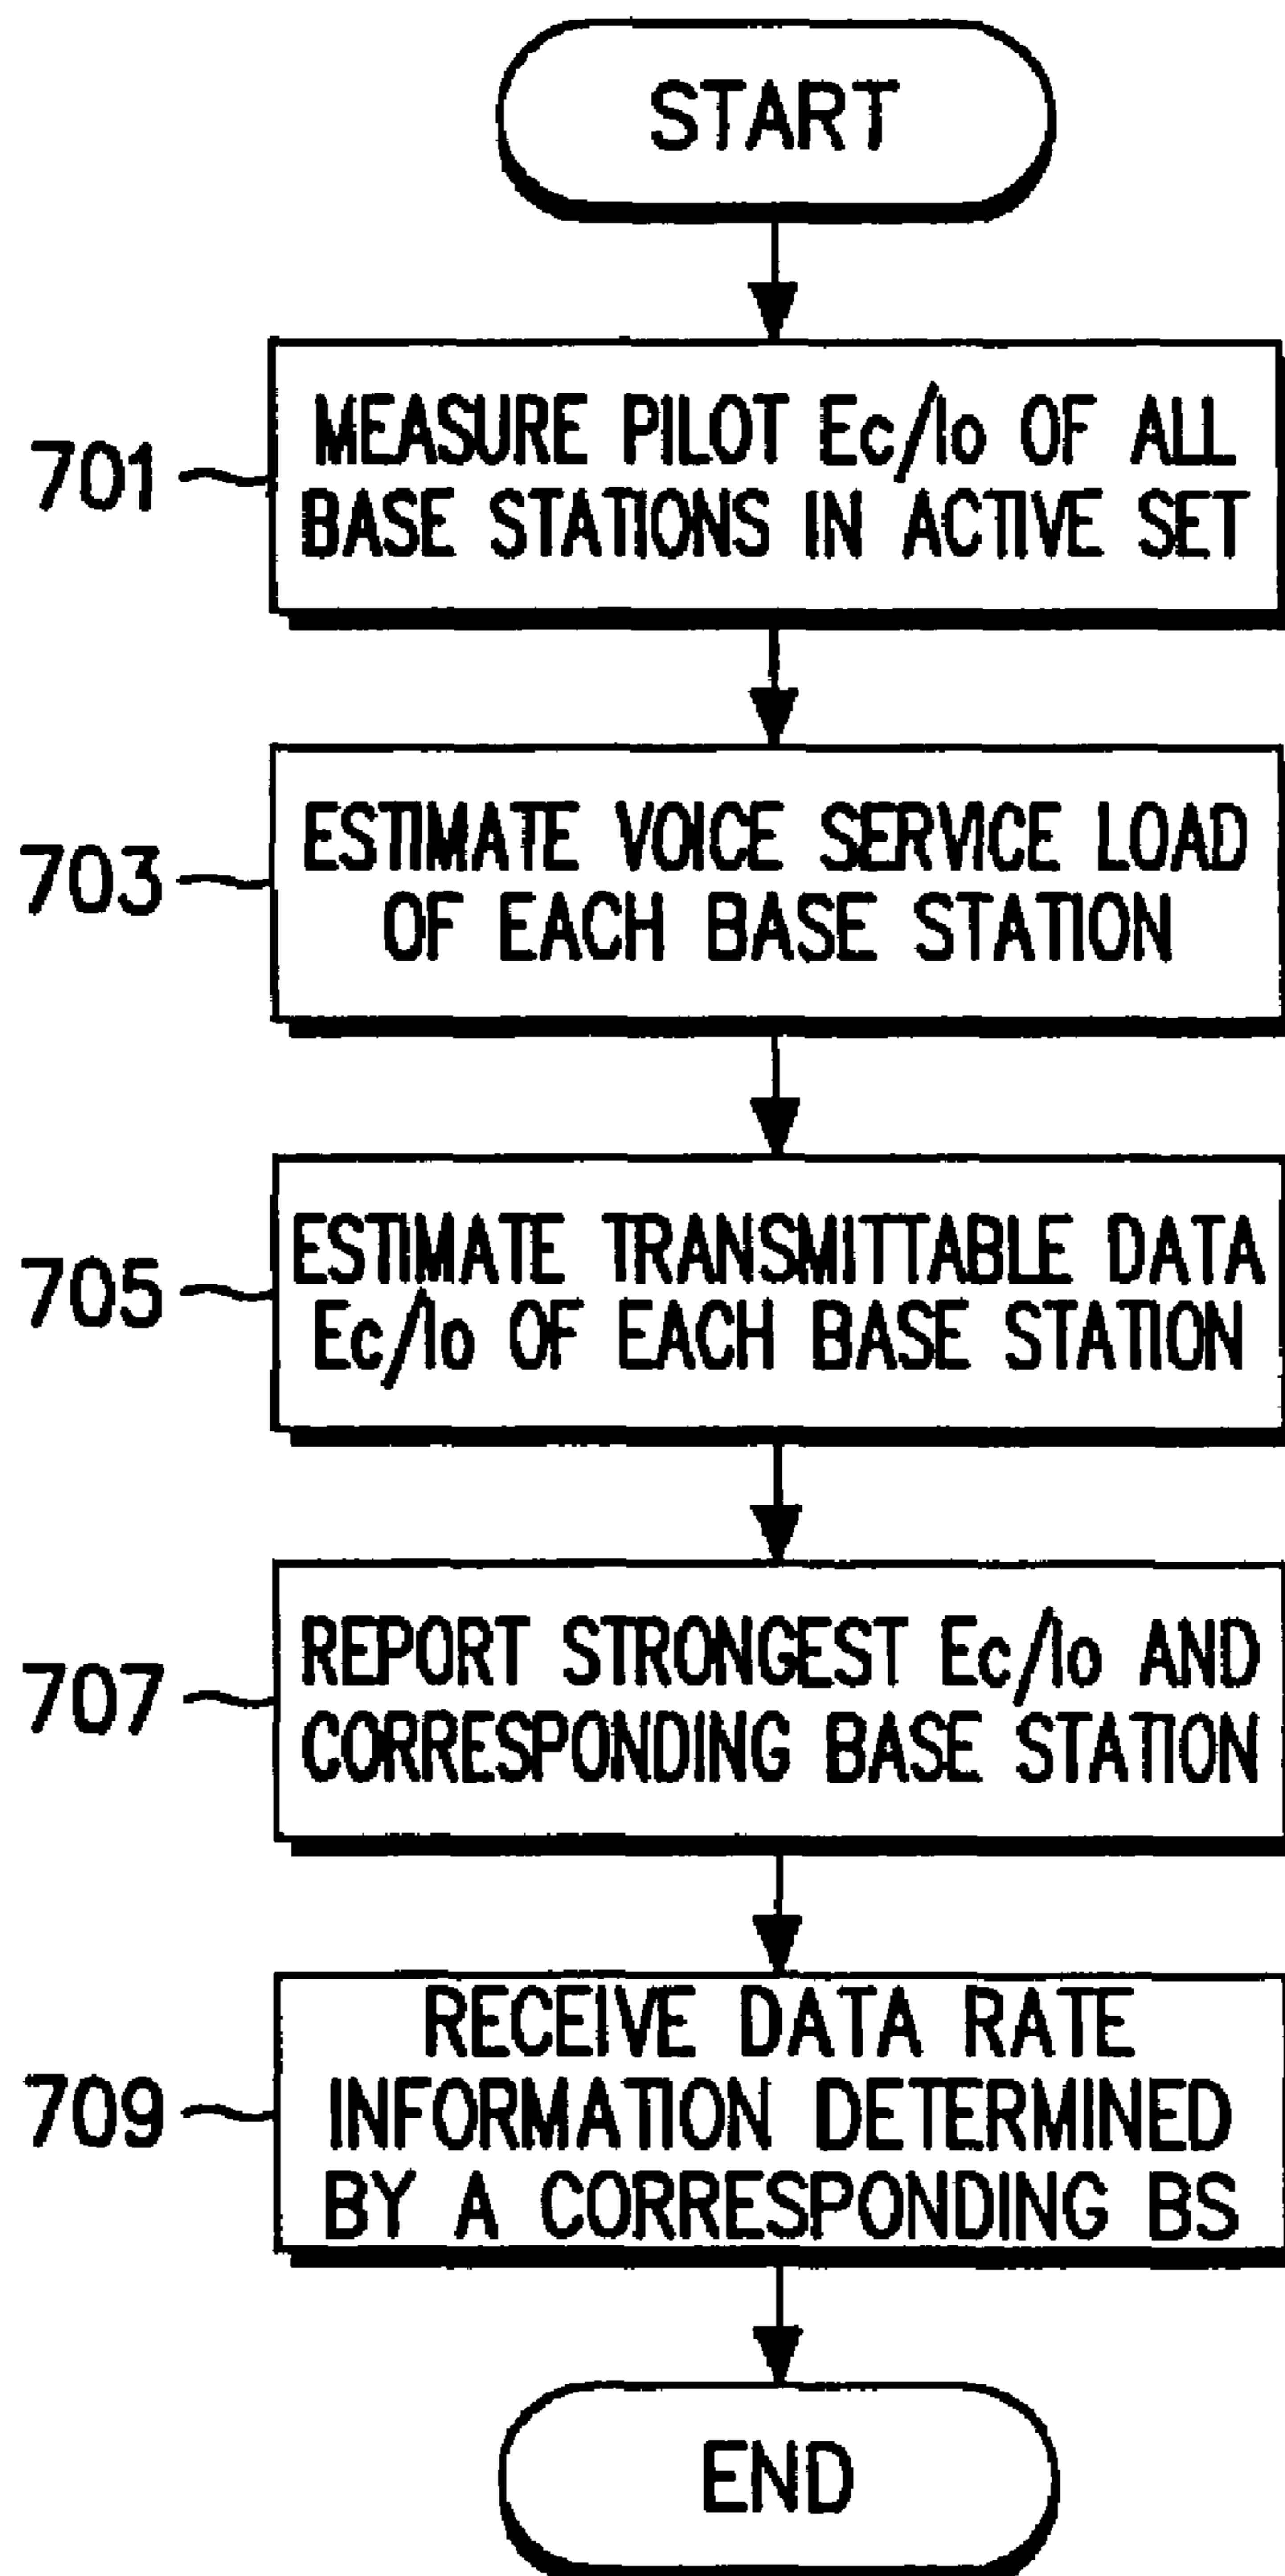 START
701
MEASURE PILOT Ec/Io OF ALL
BASE STATIONS IN ACTIVE SET
703
ESTIMATE VOICE SERVICE LOAD
OF EACH BASE STATION
705
ESTIMATE TRANSMITTABLE DATA
Ec/Io OF EACH BASE STATION
707
REPORT STRONGEST Ec/Io AND
CORRESPONDING BASE STATION
709
RECEIVE DATA RATE
INFORMATION DETERMINED
BY A CORRESPONDING BS
END